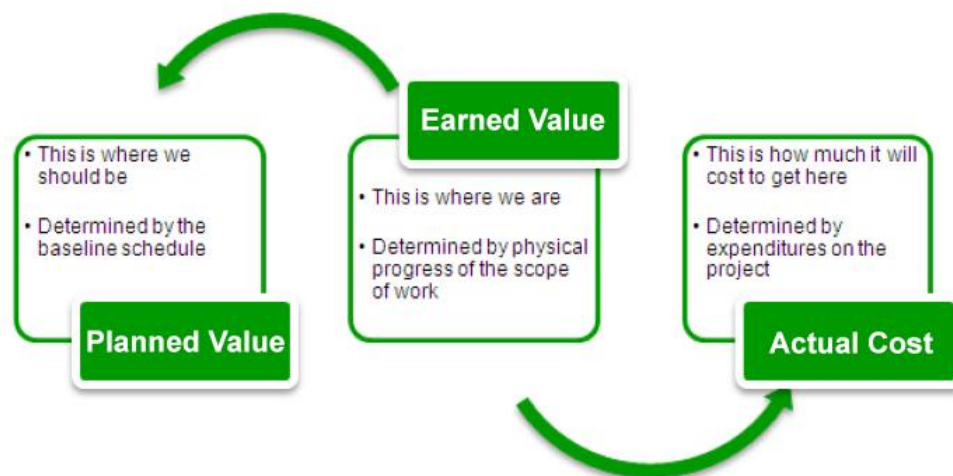 • This is where we
should be
• Determined by the
baseline schedule
Planned Value
Earned Value
• This is where we are
• Determined by physical
progress of the scope
of work
• This is how much it will
cost to get here
• Determined by
expenditures on the
project
Actual Cost